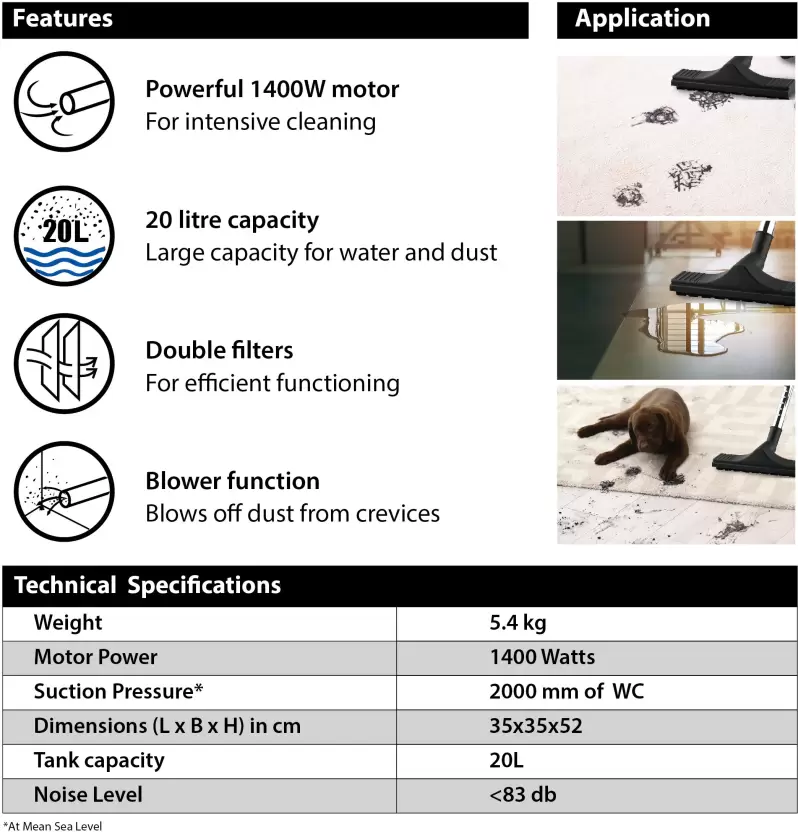 Features
Application
Powerful 1400W motor
For intensive cleaning
20L
20 litre capacity
Large capacity for water and dust
Double filters
For efficient functioning
Blower function
Blows off dust from crevices
Technical Specifications
Weight 5.4 kg
Motor Power 1400 Watts
Suction Pressure* 2000 mm of WC
Dimensions (L x B x H) in cm 35x35x52
Tank capacity 20L
Noise Level <83 db
*At Mean Sea Level